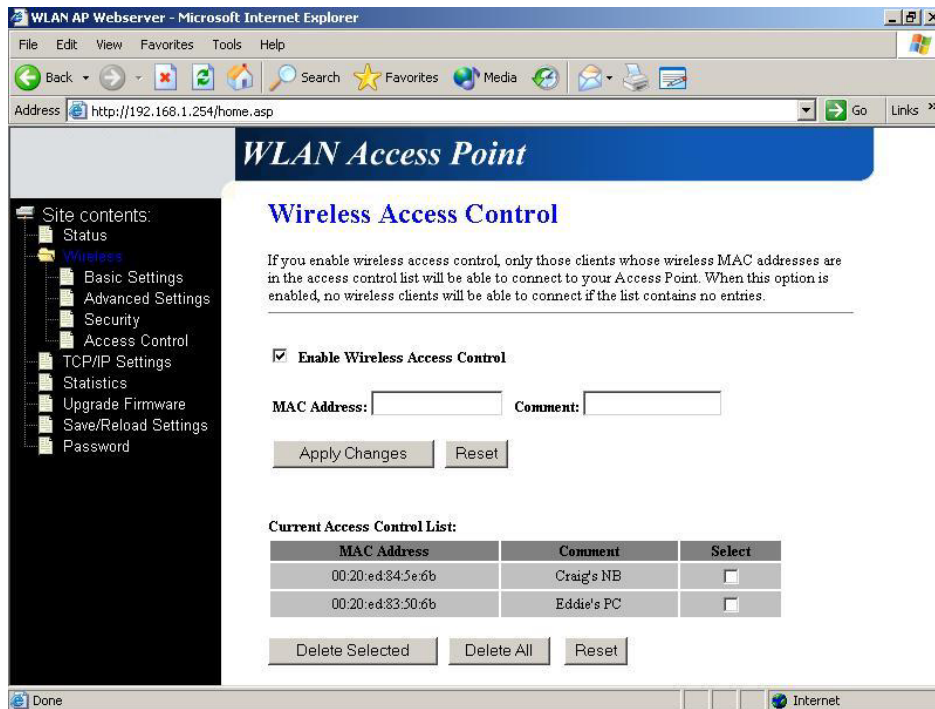 WLAN AP Webserver - Microsoft Internet Explorer
File Edit View Favorites Tools Help
Back Search Favorites Media
Address http://192.168.1.254/home.asp Go Links »
WLAN Access Point
Site contents:
Status
Wireless
Basic Settings
Advanced Settings
Security
Access Control
TCP/IP Settings
Statistics
Upgrade Firmware
Save/Reload Settings
Password
Wireless Access Control
If you enable wireless access control, only those clients whose wireless MAC addresses are
in the access control list will be able to connect to your Access Point. When this option is
enabled, no wireless clients will be able to connect if the list contains no entries.
Enable Wireless Access Control
MAC Address: Comment:
Apply Changes Reset
Current Access Control List:
MAC Address Comment Select
00:20:ed:84:5e:6b Craig's NB
00:20:ed:83:50:6b Eddie's PC
Delete Selected Delete All Reset
Done Internet